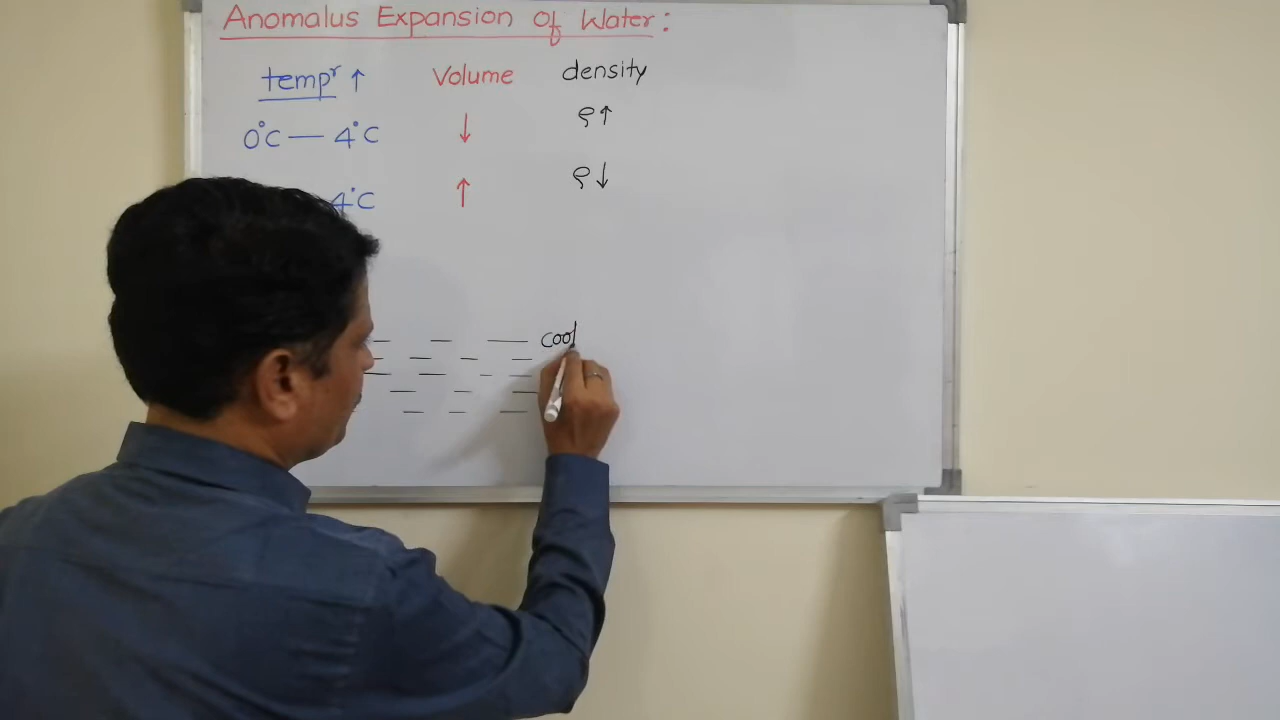 Anomalus Expansion of Water:
tempʳ ↑ Volume density
0°C — 4°C ↓ ρ↑
4°C ↑ ρ↓
cool